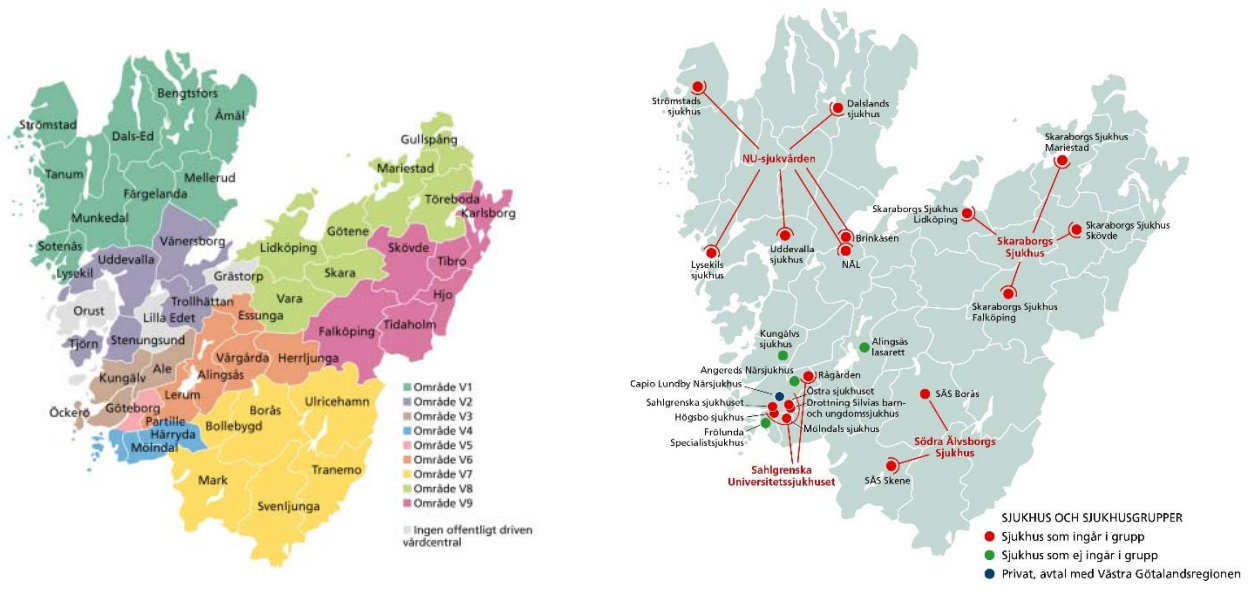 Bengtsfors
Åmål
Strömstad
Dals-Ed
Gullspång
Mariestad
Tanum
Mellerud
Färgelanda
Töreboda
Karlsborg
Munkedal
Götene
Vänersborg
Lidköping
Skövde
Sotenäs
Uddevalla
Lysekil
Grästorp
Skara
Tibro
Orust
Trollhättan
Vara
Hjo
Lilla Edet
Essunga
Falköping
Tidaholm
Tjörn
Stenungsund
Vårgårda
Herrljunga
Ale
Kungälv
Alingsås
Lerum
Ulricehamn
Öckerö
Göteborg
Borås
Partille
Bollebygd
Härryda
Mölndal
Tranemo
Mark
Svenljunga
Område V1
Område V2
Område V3
Område V4
Område V5
Område V6
Område V7
Område V8
Område V9
Ingen offentligt driven
vårdcentral
Strömstads
sjukhus
Dalslands
sjukhus
NU-sjukvården
Skaraborgs Sjukhus
Mariestad
Skaraborgs Sjukhus
Lidköping
Skaraborgs
Sjukhus
Skaraborgs Sjukhus
Skövde
Lysekils
sjukhus
Uddevalla
sjukhus
Brinkåsen
NÄL
Skaraborgs Sjukhus
Falköping
Kungälvs
sjukhus
Alingsås
lasarett
Angereds Närsjukhus
Rågården
Capio Lundby Närsjukhus
Östra sjukhuset
Sahlgrenska sjukhuset
Drottning Silvias barn-
och ungdomssjukhus
Högsbo sjukhus
Mölndals sjukhus
Frölunda
Specialistsjukhus
SÄS Borås
Södra Älvsborgs
Sjukhus
Sahlgrenska
Universitetssjukhuset
SÄS Skene
SJUKHUS OCH SJUKHUSGRUPPER
Sjukhus som ingår i grupp
Sjukhus som ej ingår i grupp
Privat, avtal med Västra Götalandsregionen